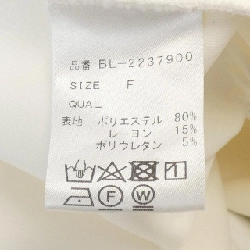 品番 BL-2237900
SIZE F
QUAL
表地 ポリエステル 80%
レーヨン 15%
ポリウレタン 5%
1
F W